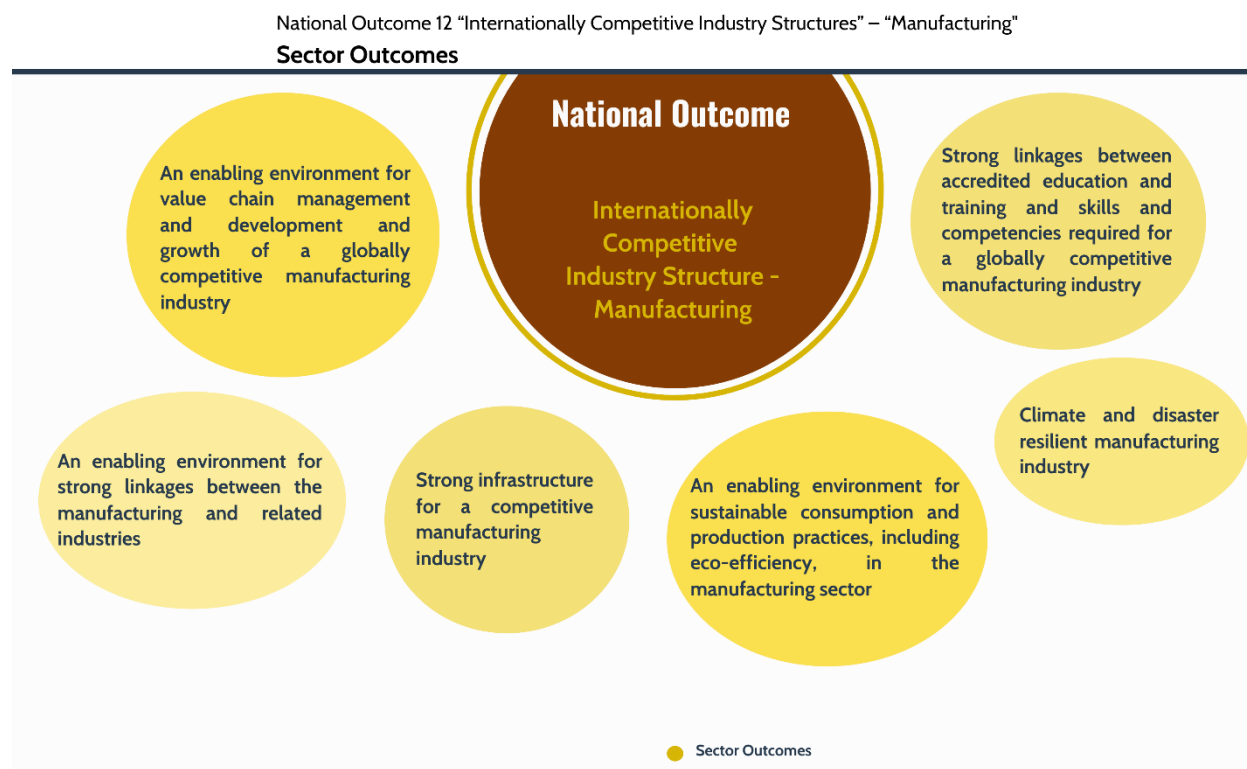 National Outcome 12 “Internationally Competitive Industry Structures” – “Manufacturing"
Sector Outcomes
National Outcome
Internationally
Competitive
Industry Structure -
Manufacturing
An enabling environment for
value chain management
and development and
growth of a globally
competitive manufacturing
industry
Strong linkages between
accredited education and
training and skills and
competencies required for
a globally competitive
manufacturing industry
An enabling environment for
strong linkages between the
manufacturing and related
industries
Strong infrastructure
for a competitive
manufacturing
industry
An enabling environment for
sustainable consumption and
production practices, including
eco-efficiency, in the
manufacturing sector
Climate and disaster
resilient manufacturing
industry
Sector Outcomes